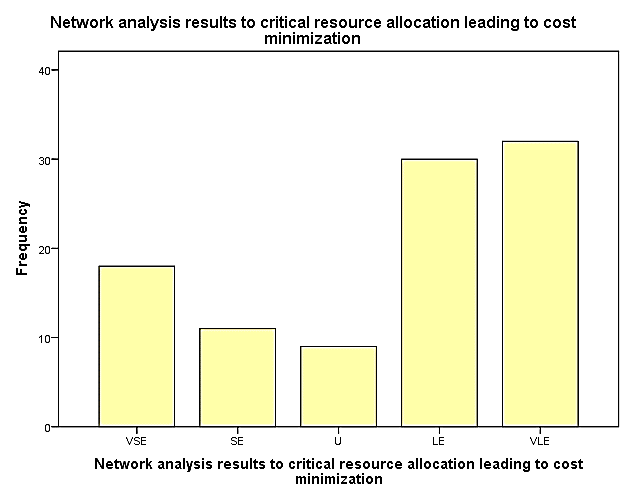 Network analysis results to critical resource allocation leading to cost
minimization
40
30
20
10
0
Frequency
VSE SE U LE VLE
Network analysis results to critical resource allocation leading to cost
minimization